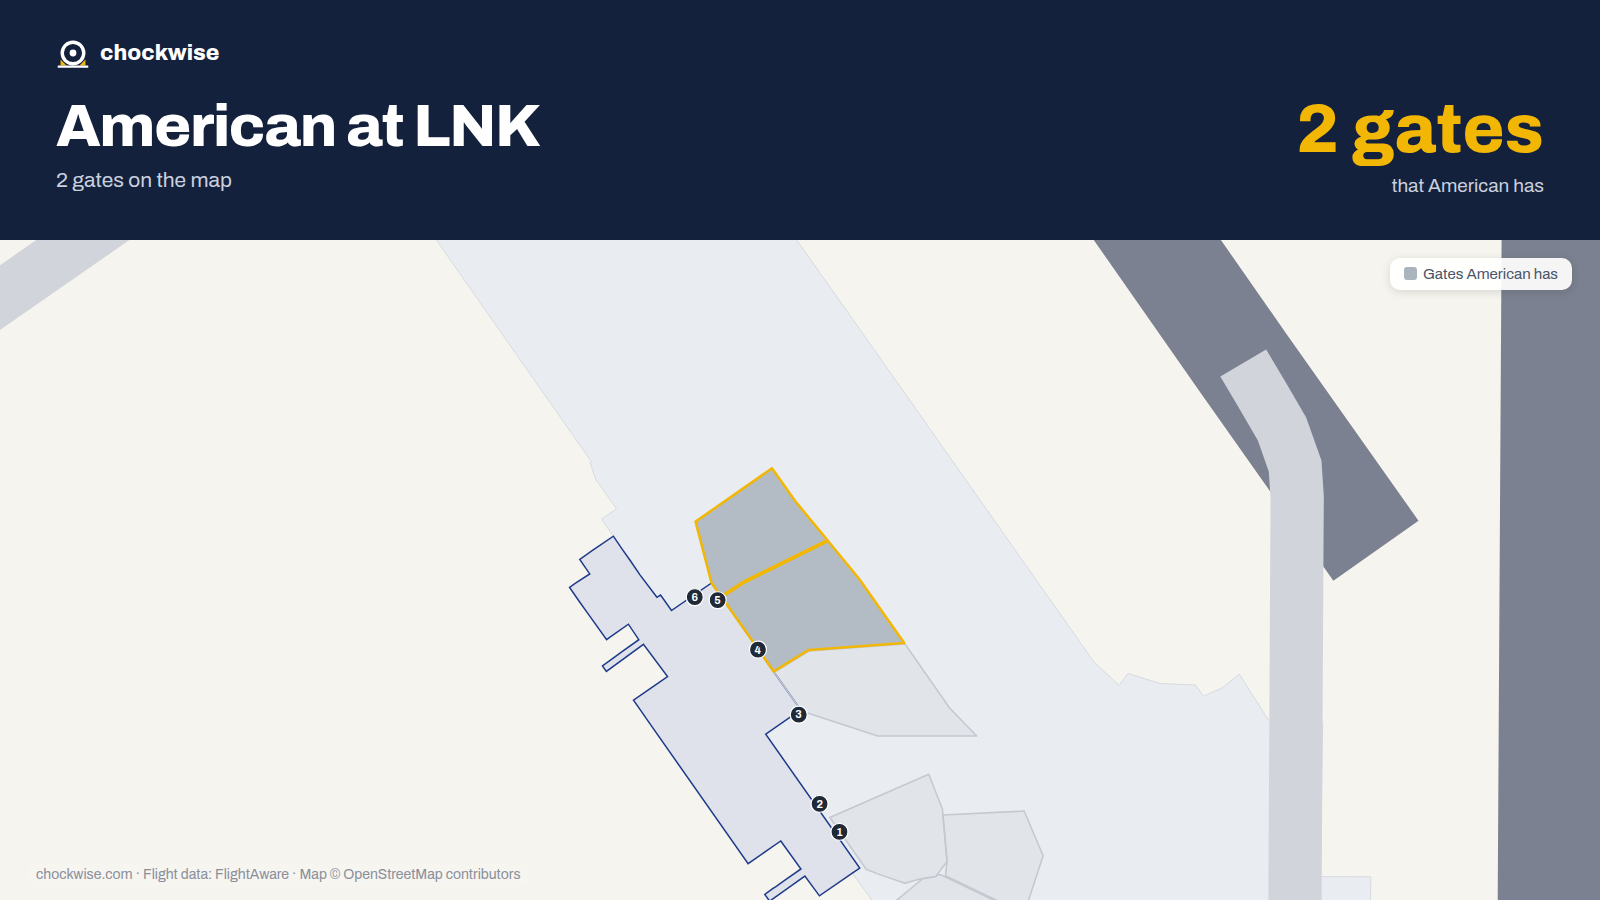 chockwise
American at LNK
2 gates on the map
2 gates
that American has
Gates American has
6
5
4
3
2
1
chockwise.com · Flight data: FlightAware · Map © OpenStreetMap contributors